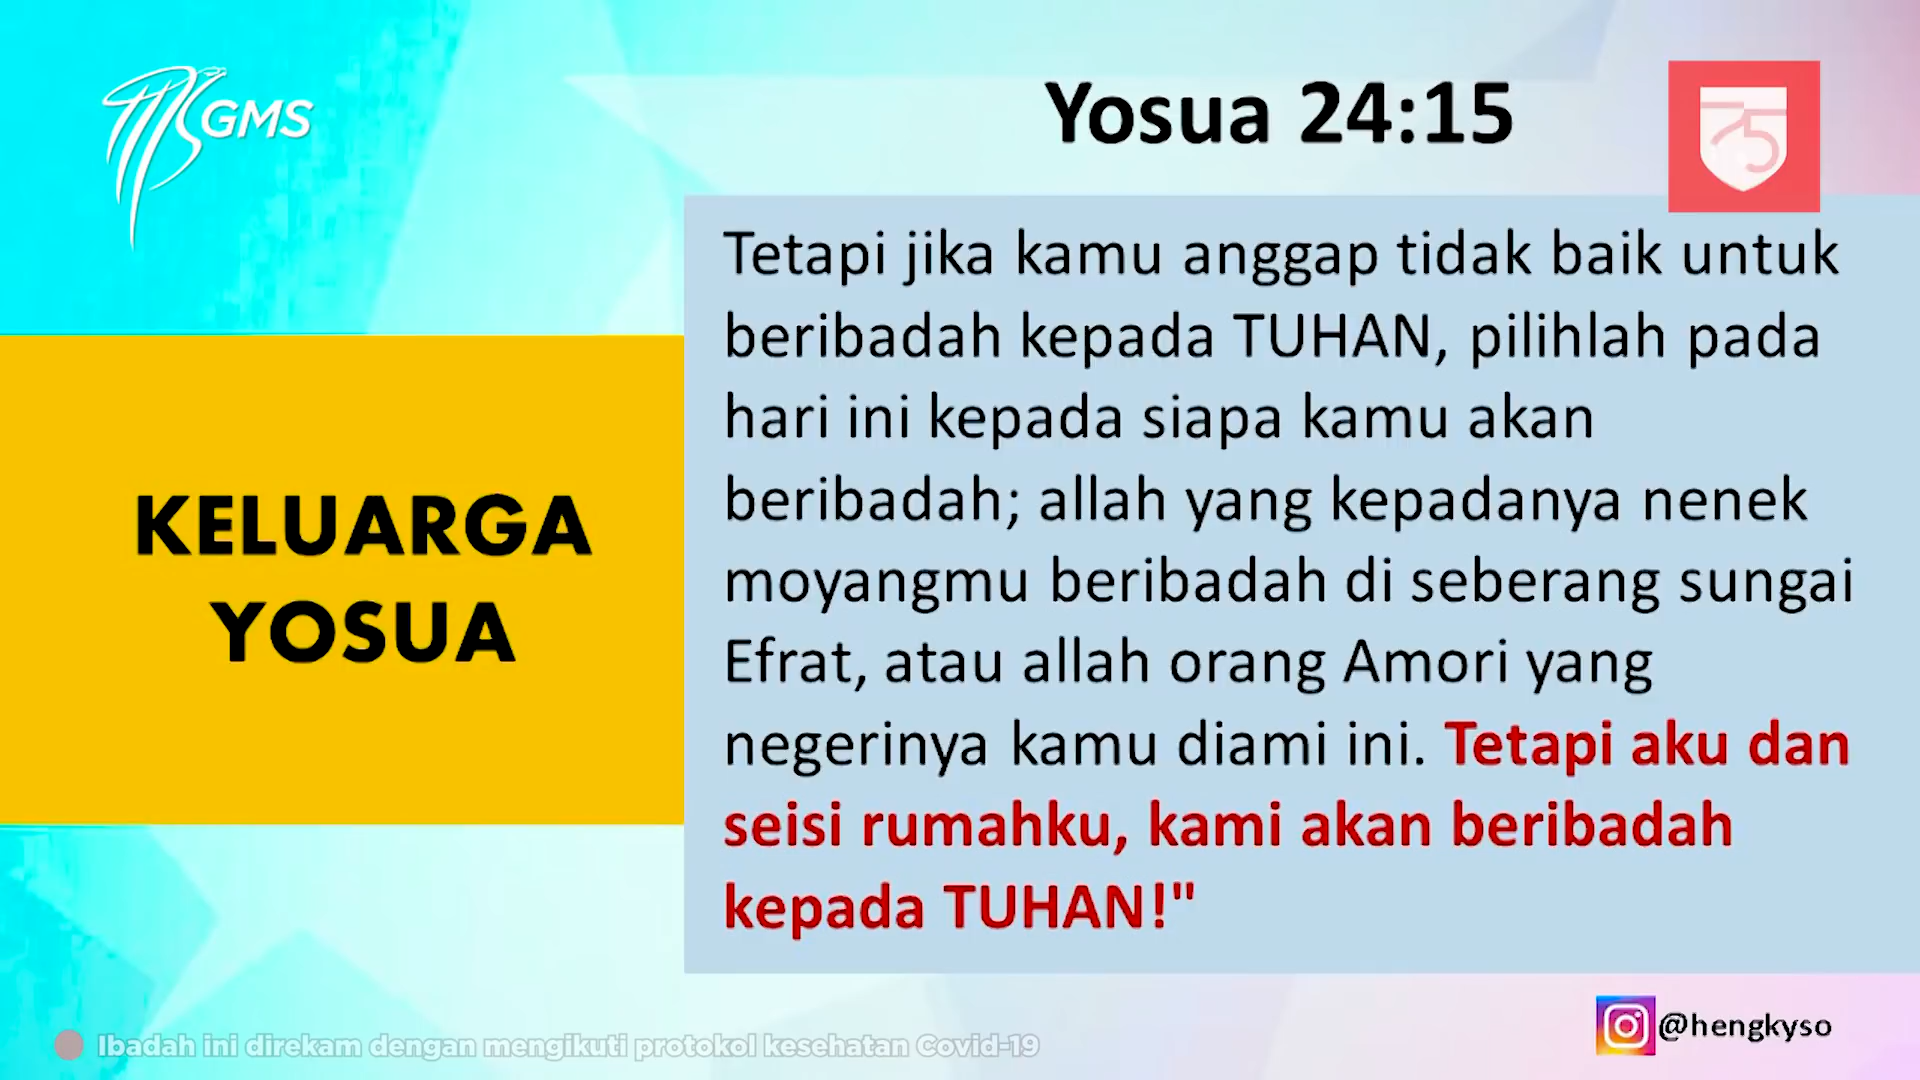 GMS
Yosua 24:15
75
KELUARGA
YOSUA
Tetapi jika kamu anggap tidak baik untuk
beribadah kepada TUHAN, pilihlah pada
hari ini kepada siapa kamu akan
beribadah; allah yang kepadanya nenek
moyangmu beribadah di seberang sungai
Efrat, atau allah orang Amori yang
negerinya kamu diami ini. Tetapi aku dan
seisi rumahku, kami akan beribadah
kepada TUHAN!"
@hengkyso
Ibadah ini direkam dengan mengikuti protokol kesehatan Covid-19